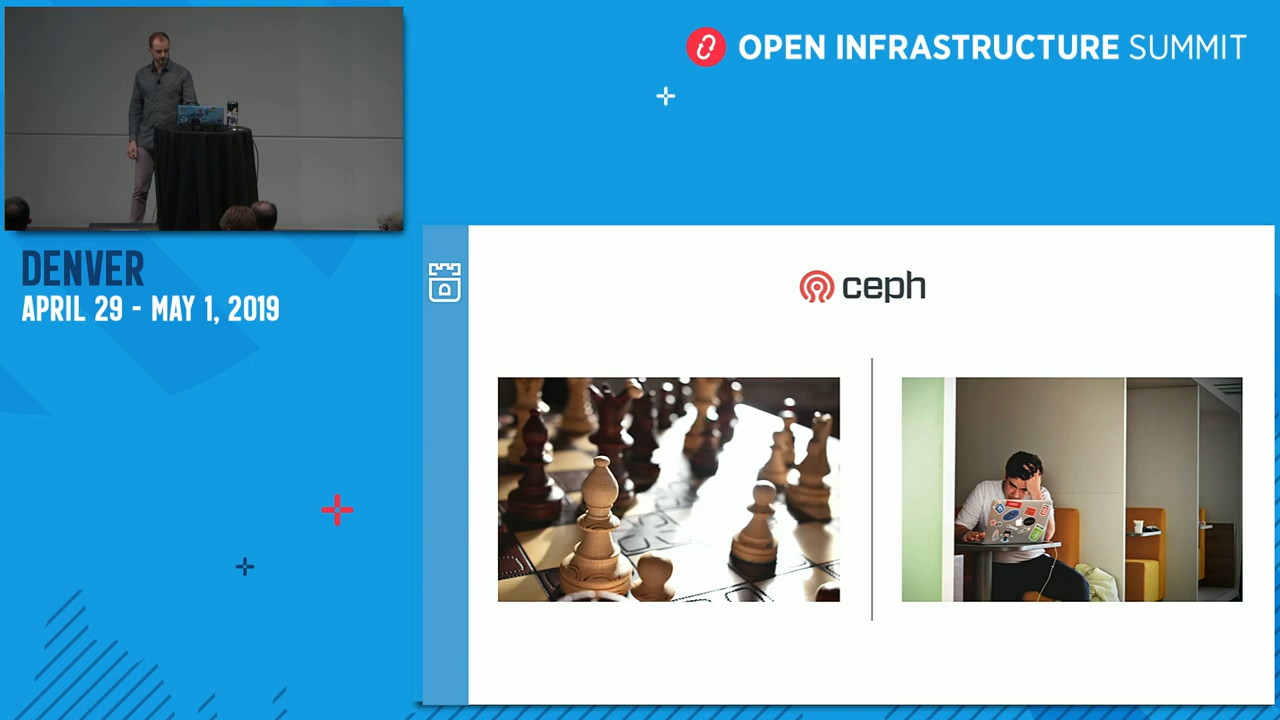 OPEN INFRASTRUCTURE SUMMIT
DENVER
APRIL 29 - MAY 1, 2019
ceph